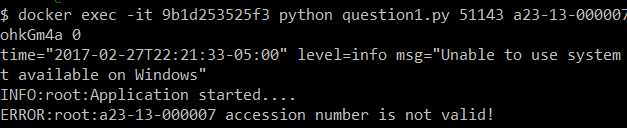 $ docker exec -it 9b1d253525f3 python question1.py 51143 a23-13-000007
ohkGm4a 0
time="2017-02-27T22:21:33-05:00" level=info msg="Unable to use system
t available on Windows"
INFO:root:Application started....
ERROR:root:a23-13-000007 accession number is not valid!